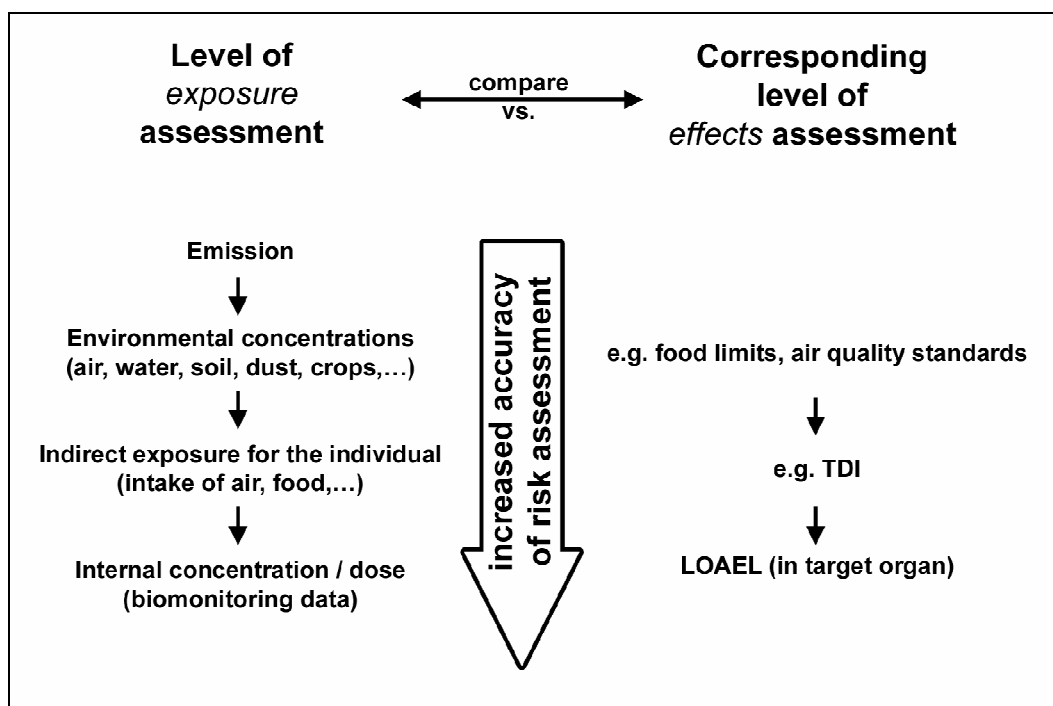 Level of
exposure
assessment
compare
vs.
Corresponding
level of
effects assessment
Emission
Environmental concentrations
(air, water, soil, dust, crops,…)
Indirect exposure for the individual
(intake of air, food,…)
Internal concentration / dose
(biomonitoring data)
increased accuracy
of risk assessment
e.g. food limits, air quality standards
e.g. TDI
LOAEL (in target organ)